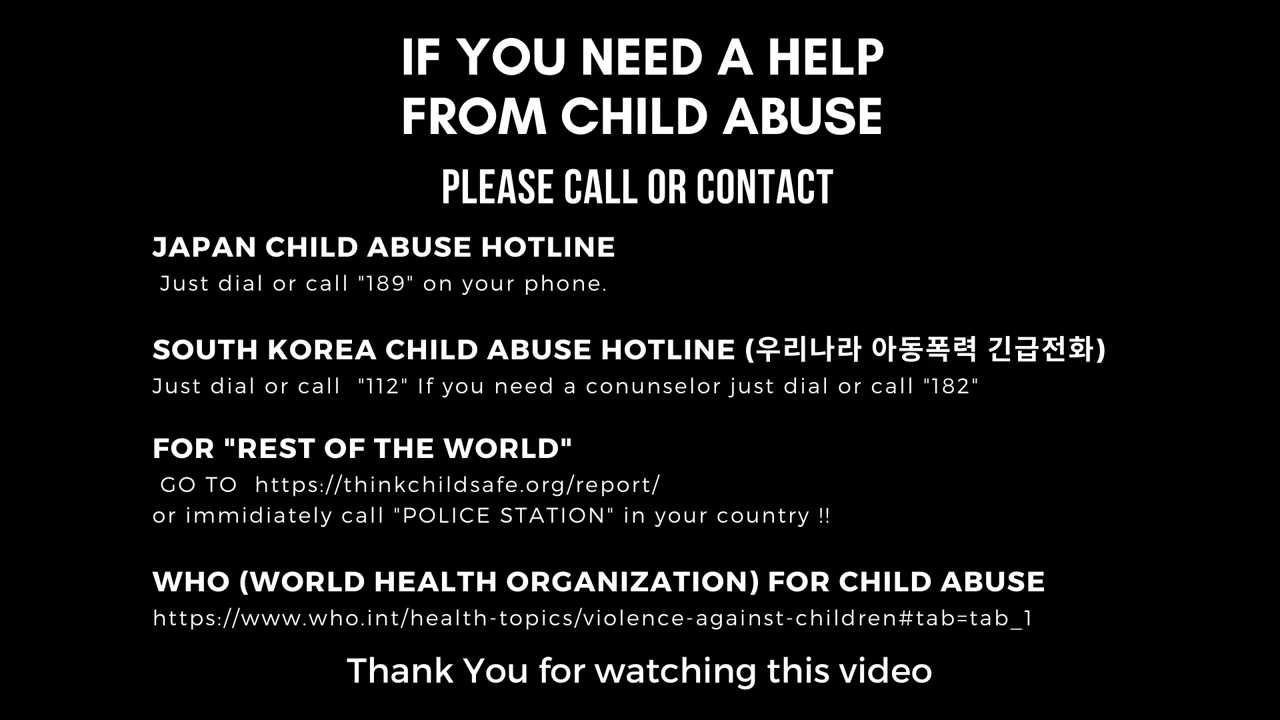 IF YOU NEED A HELP
FROM CHILD ABUSE
PLEASE CALL OR CONTACT
JAPAN CHILD ABUSE HOTLINE
Just dial or call "189" on your phone.
SOUTH KOREA CHILD ABUSE HOTLINE (우리나라 아동폭력 긴급전화)
Just dial or call "112" If you need a conunselor just dial or call "182"
FOR "REST OF THE WORLD"
GO TO https://thinkchildsafe.org/report/
or immidiately call "POLICE STATION" in your country !!
WHO (WORLD HEALTH ORGANIZATION) FOR CHILD ABUSE
https://www.who.int/health-topics/violence-against-children#tab=tab_1
Thank You for watching this video